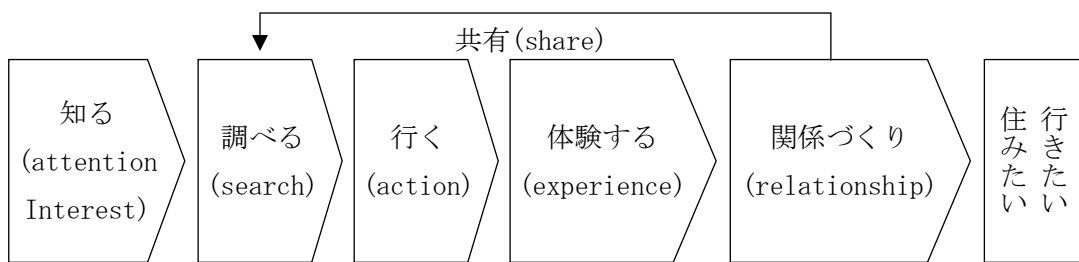 共有(share)
知る
(attention
Interest)
調べる
(search)
行く
(action)
体験する
(experience)
関係づくり
(relationship)
行きたい
住みたい